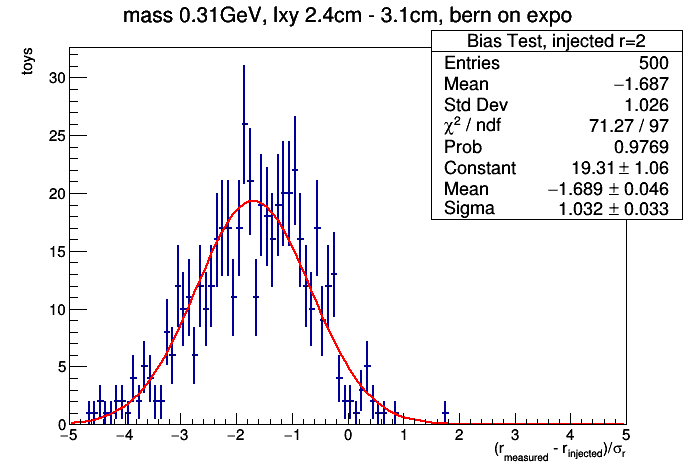 mass 0.31GeV, lxy 2.4cm - 3.1cm, bern on expo
toys
Bias Test, injected r=2
Entries 500
Mean −1.687
Std Dev 1.026
χ² / ndf 71.27 / 97
Prob 0.9769
Constant 19.31 ± 1.06
Mean −1.689 ± 0.046
Sigma 1.032 ± 0.033
30
25
20
15
10
5
0
−5 −4 −3 −2 −1 0 1 2 3 4 5
(r_measured - r_injected)/σ_r